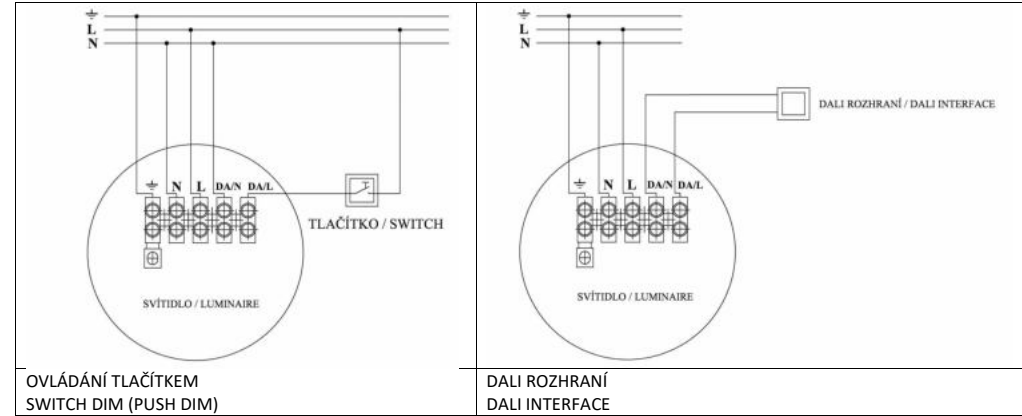 ⏚
L
N
⏚ N L DA/N DA/L
TLAČÍTKO / SWITCH
SVÍTIDLO / LUMINAIRE
OVLÁDÁNÍ TLAČÍTKEM
SWITCH DIM (PUSH DIM)
⏚
L
N
DALI ROZHRANÍ / DALI INTERFACE
⏚ N L DA/N DA/L
SVÍTIDLO / LUMINAIRE
DALI ROZHRANÍ
DALI INTERFACE